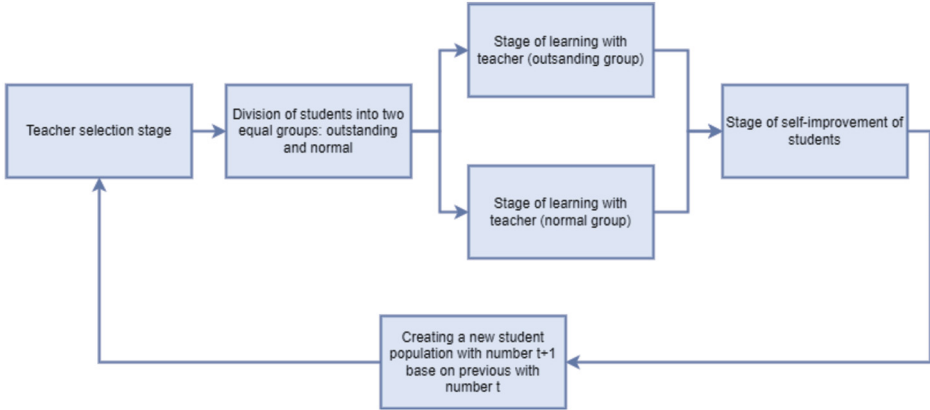 Teacher selection stage
Division of students into two
equal groups: outstanding
and normal
Stage of learning with
teacher (outsanding group)
Stage of learning with
teacher (normal group)
Stage of self-improvement of
students
Creating a new student
population with number t+1
base on previous with
number t